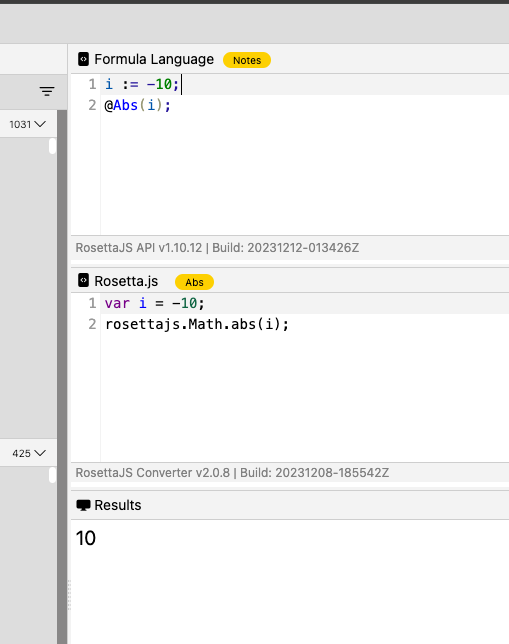 Formula Language Notes
1031
1 i := -10;
2 @Abs(i);
RosettaJS API v1.10.12 | Build: 20231212-013426Z
Rosetta.js Abs
1 var i = -10;
2 rosettajs.Math.abs(i);
425
RosettaJS Converter v2.0.8 | Build: 20231208-185542Z
Results
10